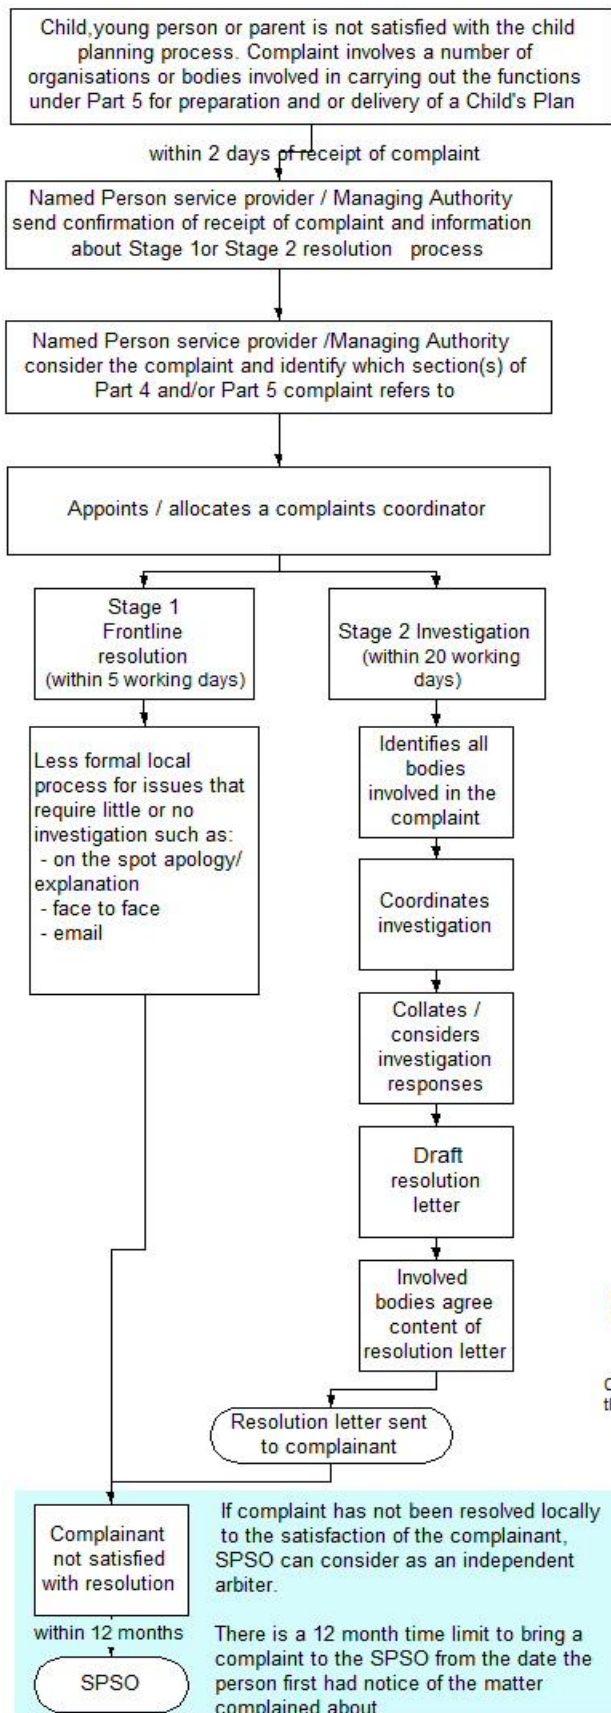 Child,young person or parent is not satisfied with the child
planning process. Complaint involves a number of
organisations or bodies involved in carrying out the functions
under Part 5 for preparation and or delivery of a Child's Plan
within 2 days of receipt of complaint
Named Person service provider / Managing Authority
send confirmation of receipt of complaint and information
about Stage 1or Stage 2 resolution process
Named Person service provider /Managing Authority
consider the complaint and identify which section(s) of
Part 4 and/or Part 5 complaint refers to
Appoints / allocates a complaints coordinator
Stage 1
Frontline
resolution
(within 5 working days)
Stage 2 Investigation
(within 20 working
days)
Less formal local
process for issues that
require little or no
investigation such as:
- on the spot apology/
explanation
- face to face
- email
Identifies all
bodies
involved in the
complaint
Coordinates
investigation
Collates /
considers
investigation
responses
Draft
resolution
letter
Involved
bodies agree
content of
resolution letter
Resolution letter sent
to complainant
Complainant
not satisfied
with resolution
within 12 months
SPSO
If complaint has not been resolved locally
to the satisfaction of the complainant,
SPSO can consider as an independent
arbiter.
There is a 12 month time limit to bring a
complaint to the SPSO from the date the
person first had notice of the matter
complained about